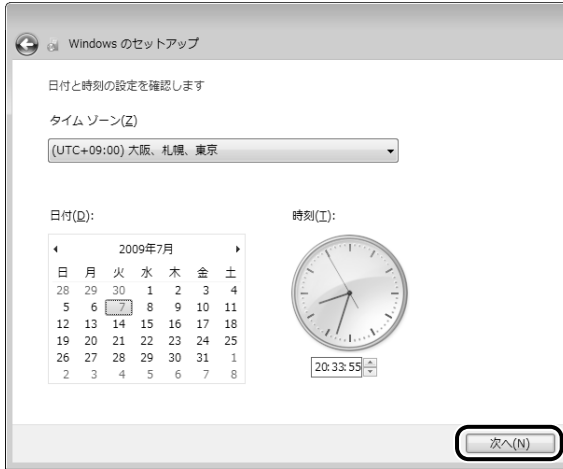 Windows のセットアップ
日付と時刻の設定を確認します
タイム ゾーン(Z)
(UTC+09:00) 大阪、札幌、東京
日付(D):
時刻(T):
2009年7月
日 月 火 水 木 金 土
28 29 30 1 2 3 4
5 6 7 8 9 10 11
12 13 14 15 16 17 18
19 20 21 22 23 24 25
26 27 28 29 30 31 1
2 3 4 5 6 7 8
20:33:55
次へ(N)